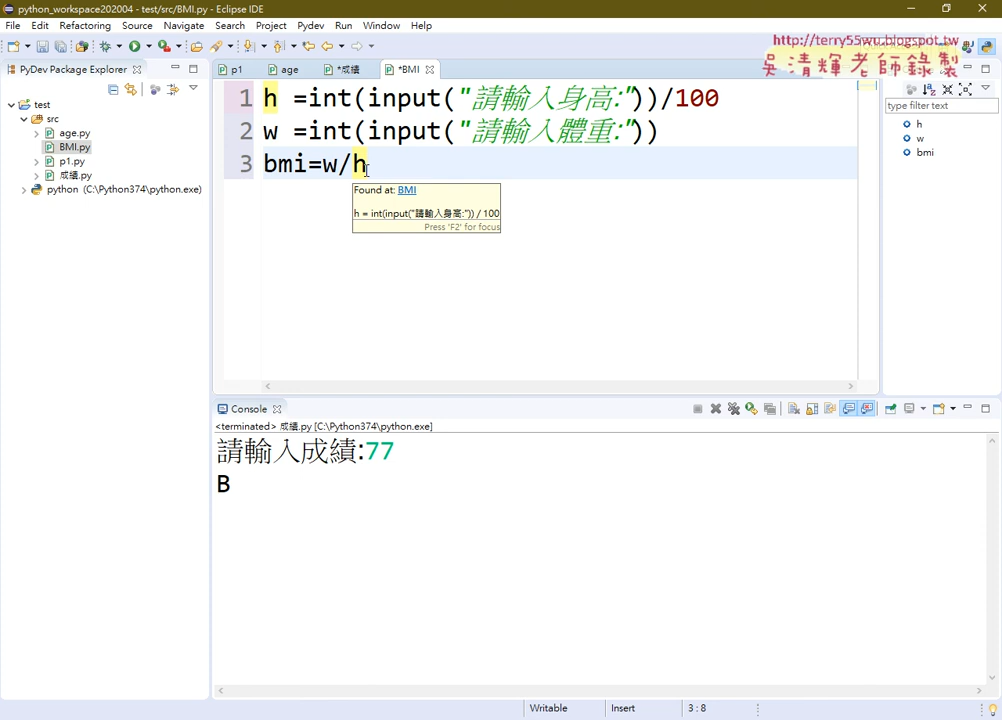 python_workspace202004 - test/src/BMI.py - Eclipse IDE
File Edit Refactoring Source Navigate Search Project Pydev Run Window Help
http://terry55wu.blogspot.tw
吳清輝老師錄製
PyDev Package Explorer
p1 age *成績 *BMI
type filter text
test
src
age.py
BMI.py
p1.py
成績.py
python (C:\Python374\python.exe)
1 h =int(input("請輸入身高:"))/100
2 w =int(input("請輸入體重:"))
3 bmi=w/h
Found at: BMI
h = int(input("請輸入身高:")) / 100
Press 'F2' for focus
h
w
bmi
Console
<terminated> 成績.py [C:\Python374\python.exe]
請輸入成績:77
B
Writable Insert 3 : 8